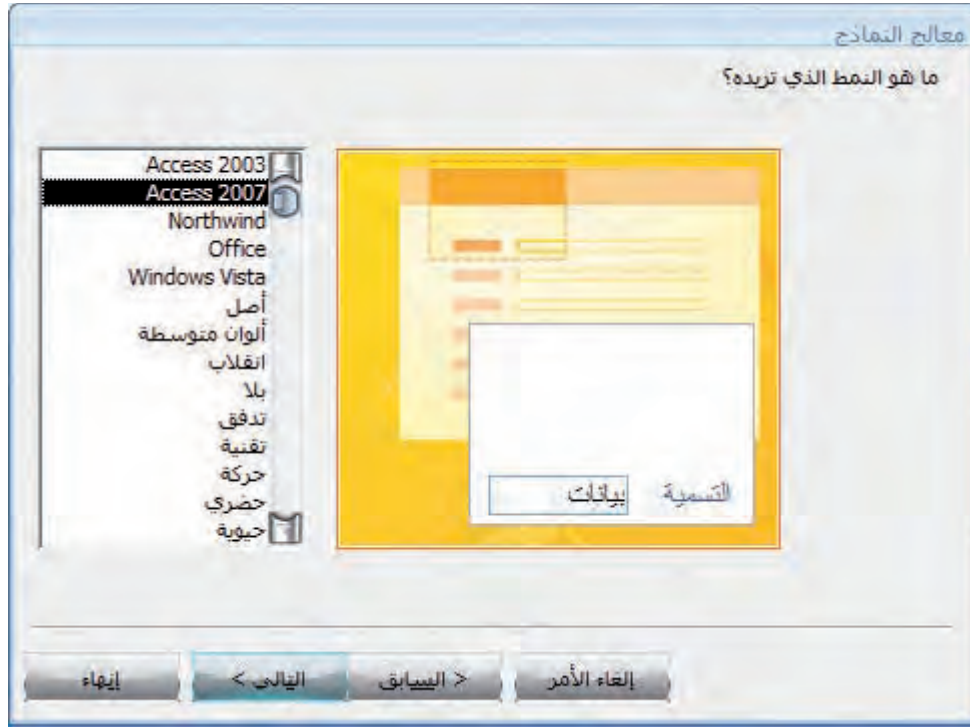 معالج النماذج
ما هو النمط الذي تريده؟
Access 2003
Access 2007
Northwind
Office
Windows Vista
أصل
ألوان متوسطة
انقلاب
بلا
تدفق
تقنية
حركة
حضري
حيوية
التسمية بيانات
إلغاء الأمر < السابق التالي > إنهاء